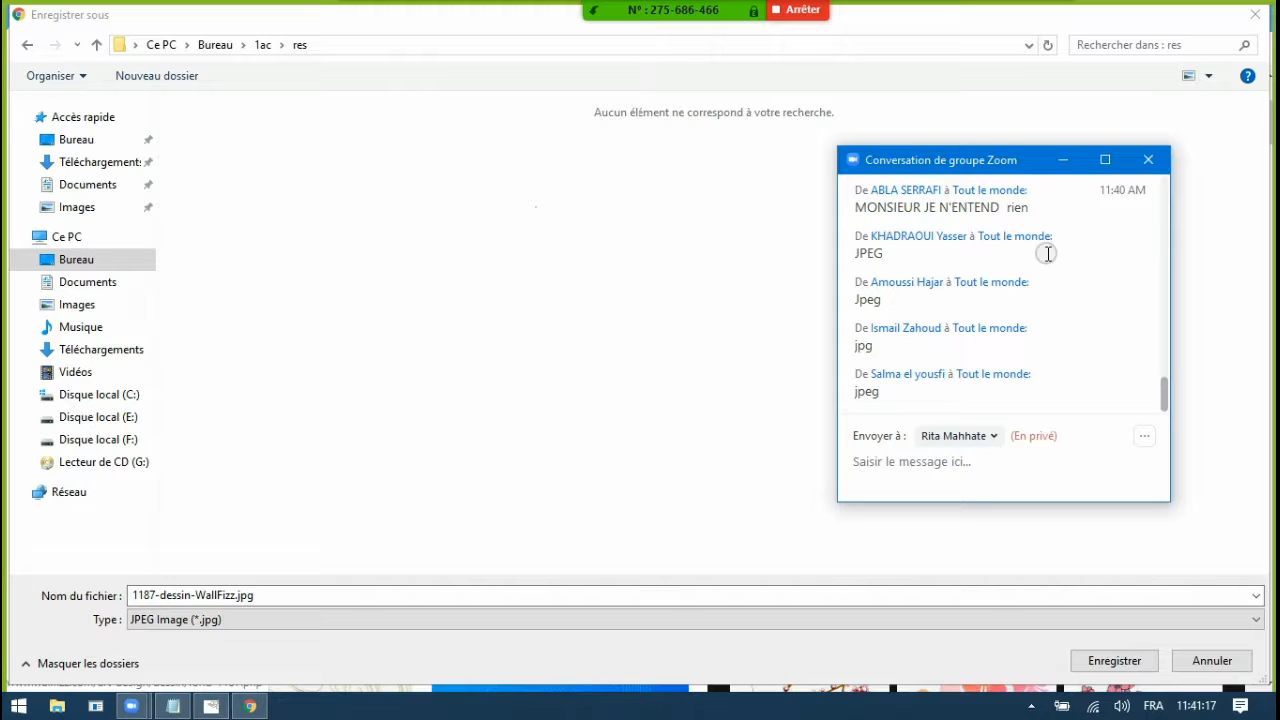 Enregistrer sous
N° : 275-686-466
Arrêter
Ce PC
Bureau
1ac
res
Rechercher dans : res
Organiser
Nouveau dossier
Aucun élément ne correspond à votre recherche.
Accès rapide
Bureau
Téléchargements
Documents
Images
Ce PC
Bureau
Documents
Images
Musique
Téléchargements
Vidéos
Disque local (C:)
Disque local (E:)
Disque local (F:)
Lecteur de CD (G:)
Réseau
Conversation de groupe Zoom
De ABLA SERRAFI à Tout le monde: 11:40 AM
MONSIEUR JE N'ENTEND rien
De KHADRAOUI Yasser à Tout le monde:
JPEG
De Amoussi Hajar à Tout le monde:
Jpeg
De Ismail Zahoud à Tout le monde:
jpg
De Salma el yousfi à Tout le monde:
jpeg
Envoyer à : Rita Mahhate (En privé)
Saisir le message ici...
Nom du fichier : 1187-dessin-WallFizz.jpg
Type : JPEG Image (*.jpg)
Masquer les dossiers
Enregistrer
Annuler
FRA
11:41:17